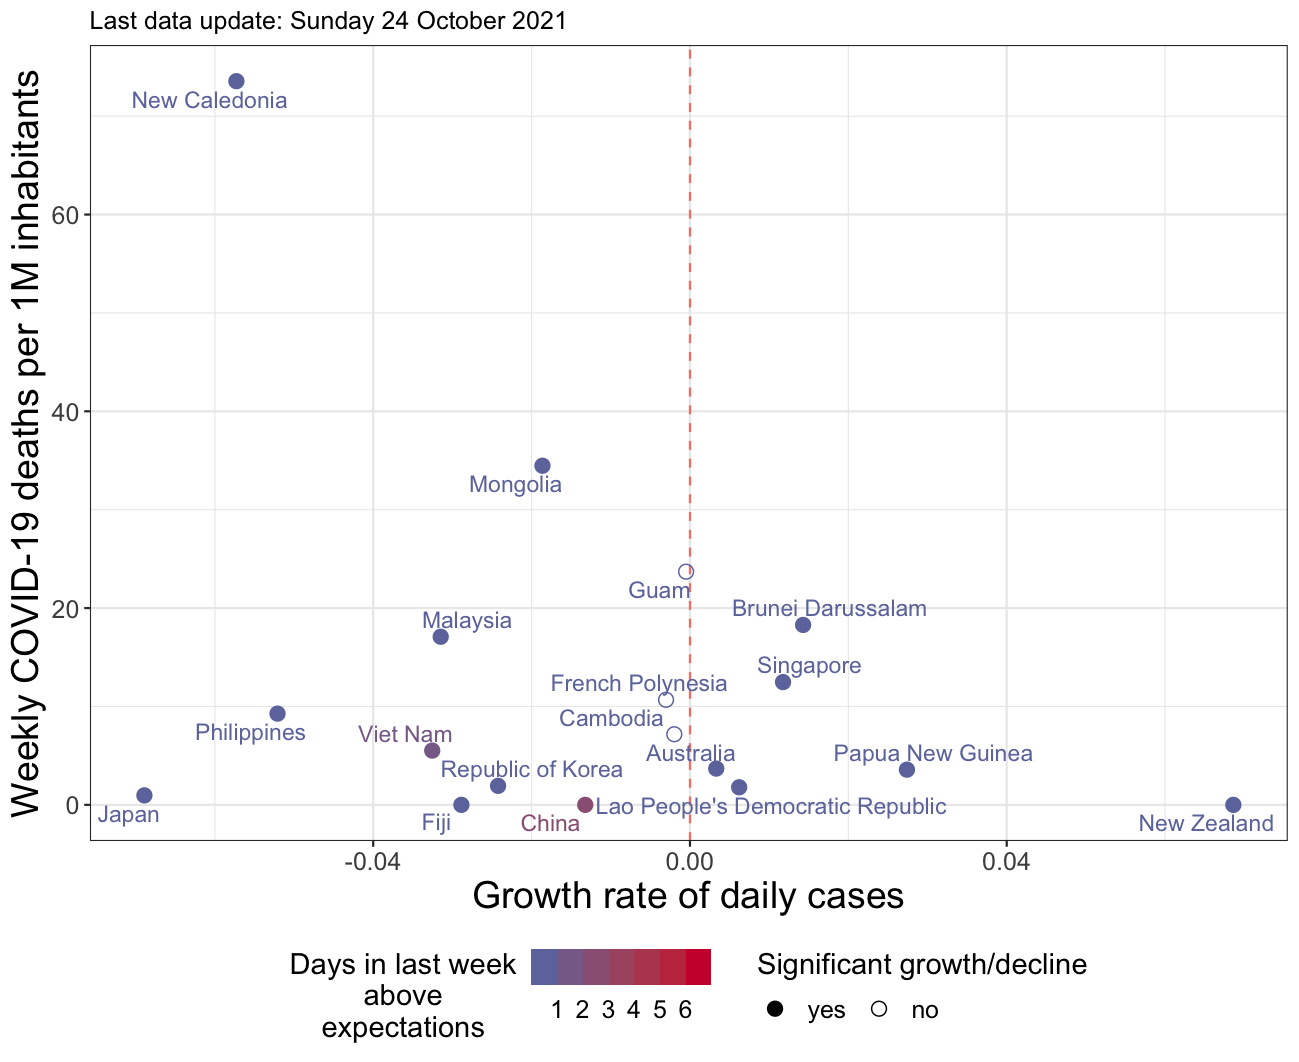 Last data update: Sunday 24 October 2021
Weekly COVID-19 deaths per 1M inhabitants
60
40
20
0
New Caledonia
Mongolia
Guam
Brunei Darussalam
Malaysia
Singapore
French Polynesia
Cambodia
Philippines
Viet Nam
Australia
Papua New Guinea
Republic of Korea
Lao People's Democratic Republic
Japan
Fiji
China
New Zealand
-0.04 0.00 0.04
Growth rate of daily cases
Days in last week
above
expectations
1 2 3 4 5 6
Significant growth/decline
yes no